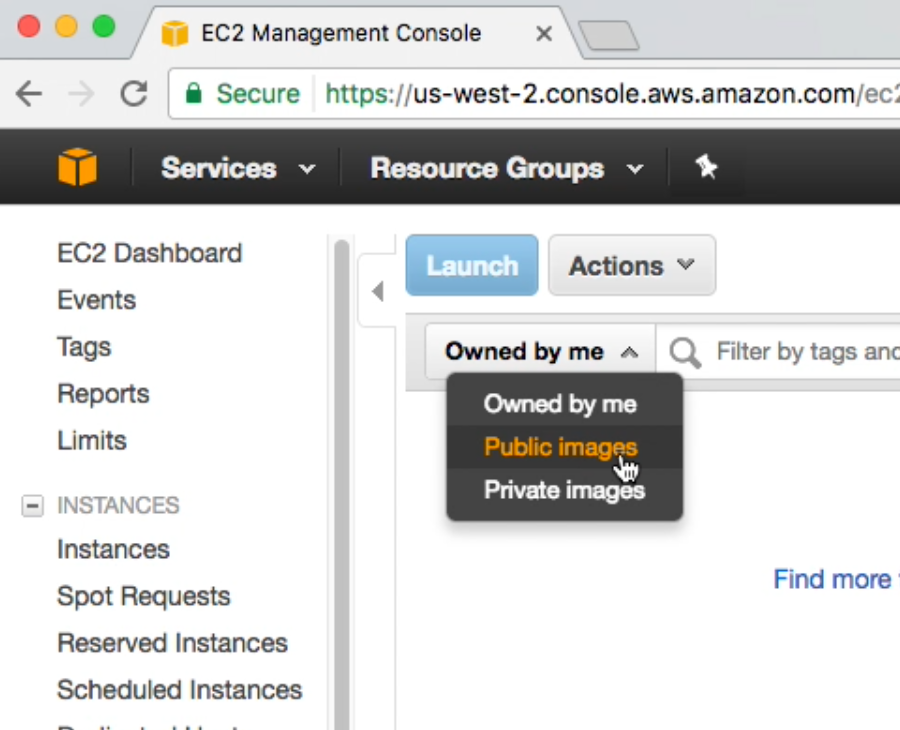 EC2 Management Console
Secure https://us-west-2.console.aws.amazon.com/ec2
Services Resource Groups
EC2 Dashboard
Events
Tags
Reports
Limits
INSTANCES
Instances
Spot Requests
Reserved Instances
Scheduled Instances
Launch Actions
Owned by me Filter by tags and
Owned by me
Public images
Private images
Find more